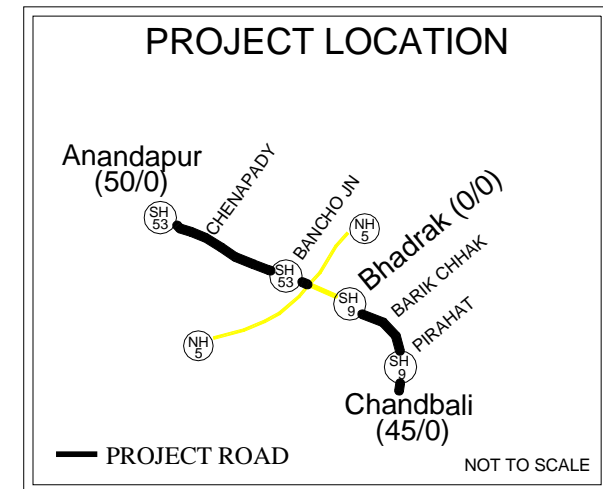 PROJECT LOCATION
Anandapur
(50/0)
SH
53
CHENAPADY
BANCHO JN
SH
53
NH
5
NH
5
Bhadrak (0/0)
SH
9
BARIK CHHAK
PIRAHAT
SH
9
Chandbali
(45/0)
PROJECT ROAD
NOT TO SCALE